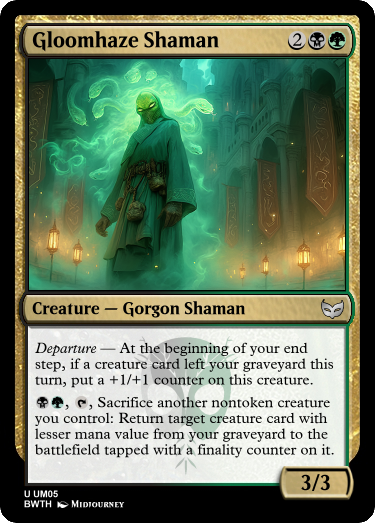 Gloomhaze Shaman 2
Creature — Gorgon Shaman
Departure — At the beginning of your end
step, if a creature card left your graveyard this
turn, put a +1/+1 counter on this creature.
, , Sacrifice another nontoken creature
you control: Return target creature card with
lesser mana value from your graveyard to the
battlefield tapped with a finality counter on it.
3/3
U UM05
BWTH Midjourney